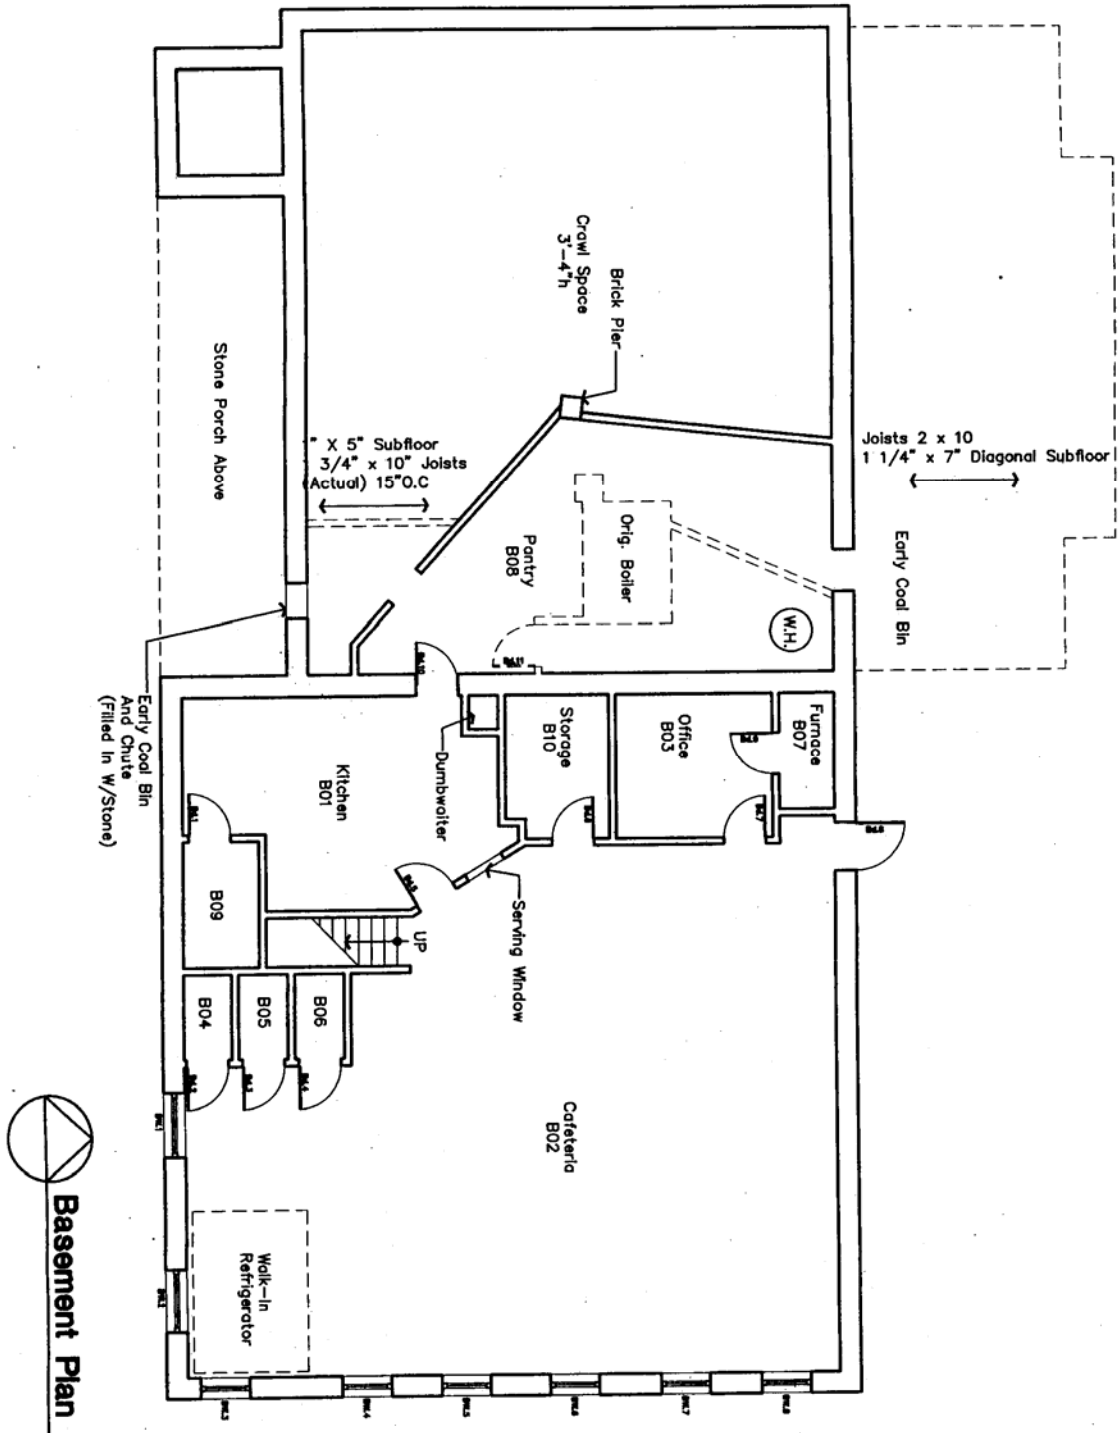 Crawl Space
3'-4"h
Brick Pier
Stone Porch Above
" X 5" Subfloor
3/4" x 10" Joists
(Actual) 15"O.C
Joists 2 x 10
1 1/4" x 7" Diagonal Subfloor
Early Coal Bin
Orig. Boiler
Pantry
B08
W.H.
Early Coal Bin
And Chute
(Filled In W/Stone)
Kitchen
B01
Dumbwaiter
Storage
B10
Office
B03
Furnace
B07
B09
UP
Serving Window
B04
B05
B06
Cafeteria
B02
Walk-In
Refrigerator
Basement Plan